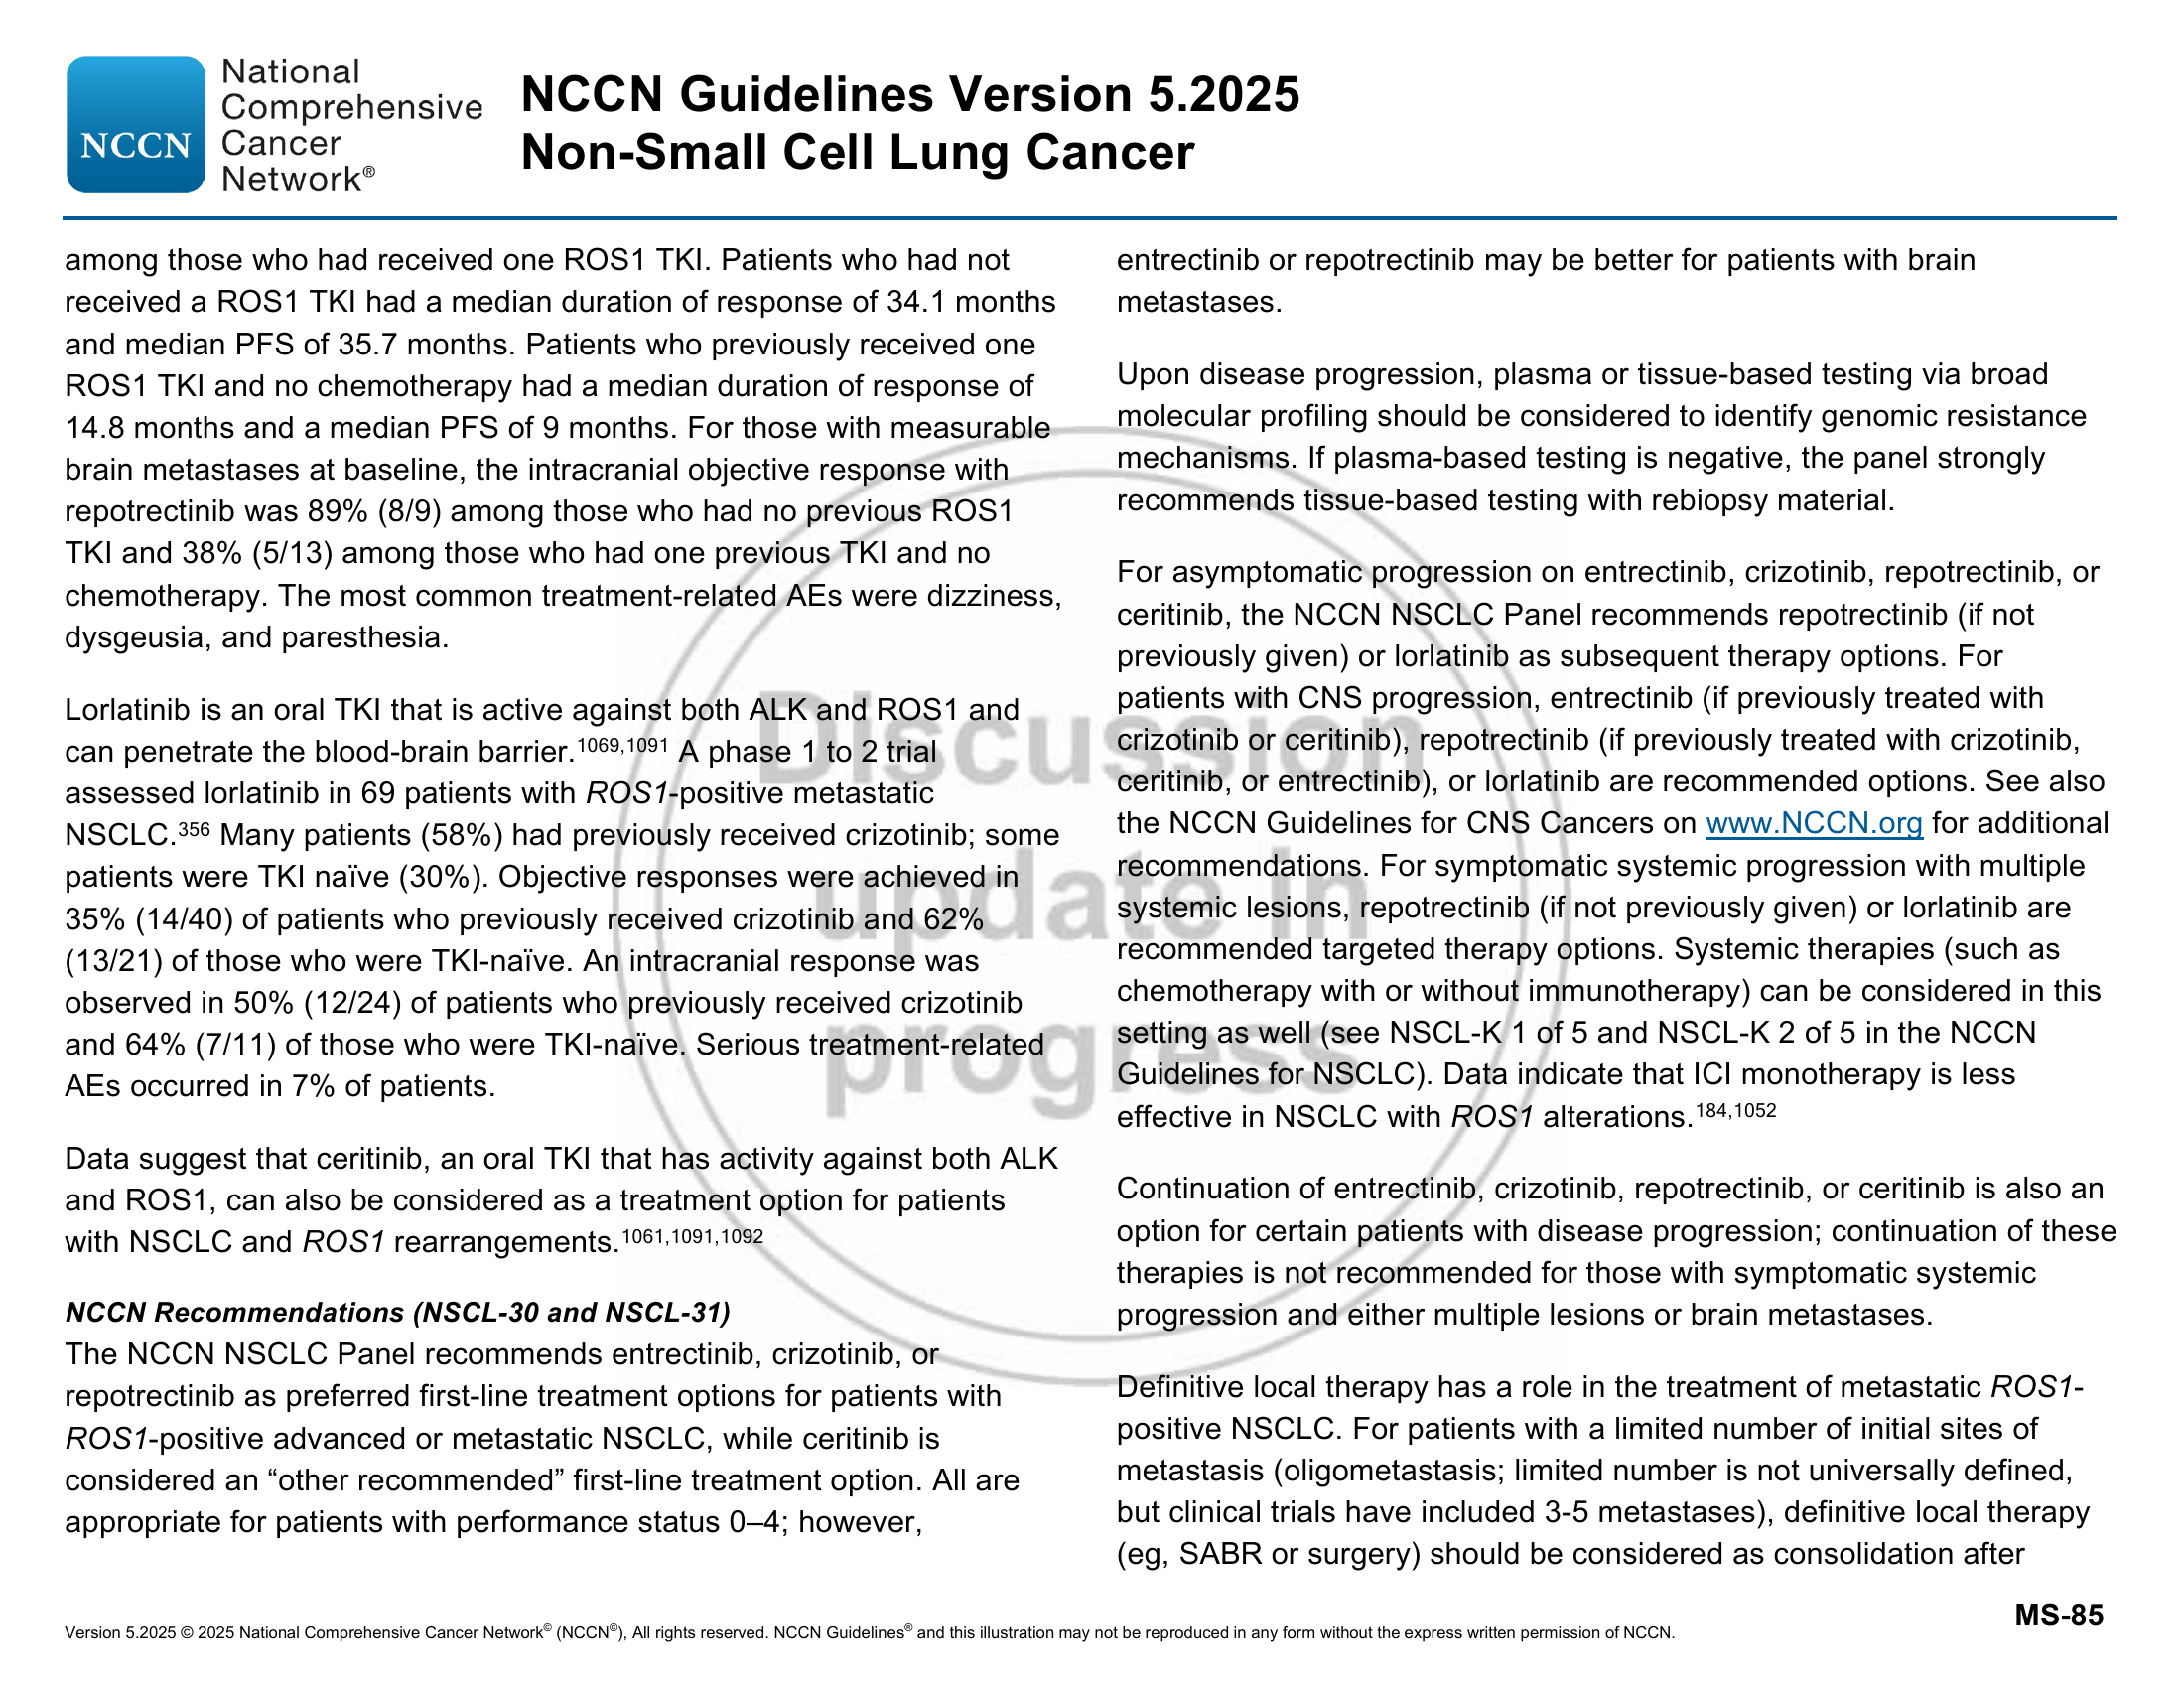 NCCN
National
Comprehensive
Cancer
Network®
NCCN Guidelines Version 5.2025
Non-Small Cell Lung Cancer
among those who had received one ROS1 TKI. Patients who had not
received a ROS1 TKI had a median duration of response of 34.1 months
and median PFS of 35.7 months. Patients who previously received one
ROS1 TKI and no chemotherapy had a median duration of response of
14.8 months and a median PFS of 9 months. For those with measurable
brain metastases at baseline, the intracranial objective response with
repotrectinib was 89% (8/9) among those who had no previous ROS1
TKI and 38% (5/13) among those who had one previous TKI and no
chemotherapy. The most common treatment-related AEs were dizziness,
dysgeusia, and paresthesia.
Lorlatinib is an oral TKI that is active against both ALK and ROS1 and
can penetrate the blood-brain barrier.1069,1091 A phase 1 to 2 trial
assessed lorlatinib in 69 patients with ROS1-positive metastatic
NSCLC.356 Many patients (58%) had previously received crizotinib; some
patients were TKI naïve (30%). Objective responses were achieved in
35% (14/40) of patients who previously received crizotinib and 62%
(13/21) of those who were TKI-naïve. An intracranial response was
observed in 50% (12/24) of patients who previously received crizotinib
and 64% (7/11) of those who were TKI-naïve. Serious treatment-related
AEs occurred in 7% of patients.
Data suggest that ceritinib, an oral TKI that has activity against both ALK
and ROS1, can also be considered as a treatment option for patients
with NSCLC and ROS1 rearrangements.1061,1091,1092
NCCN Recommendations (NSCL-30 and NSCL-31)
The NCCN NSCLC Panel recommends entrectinib, crizotinib, or
repotrectinib as preferred first-line treatment options for patients with
ROS1-positive advanced or metastatic NSCLC, while ceritinib is
considered an “other recommended” first-line treatment option. All are
appropriate for patients with performance status 0–4; however,
entrectinib or repotrectinib may be better for patients with brain
metastases.
Upon disease progression, plasma or tissue-based testing via broad
molecular profiling should be considered to identify genomic resistance
mechanisms. If plasma-based testing is negative, the panel strongly
recommends tissue-based testing with rebiopsy material.
For asymptomatic progression on entrectinib, crizotinib, repotrectinib, or
ceritinib, the NCCN NSCLC Panel recommends repotrectinib (if not
previously given) or lorlatinib as subsequent therapy options. For
patients with CNS progression, entrectinib (if previously treated with
crizotinib or ceritinib), repotrectinib (if previously treated with crizotinib,
ceritinib, or entrectinib), or lorlatinib are recommended options. See also
the NCCN Guidelines for CNS Cancers on www.NCCN.org for additional
recommendations. For symptomatic systemic progression with multiple
systemic lesions, repotrectinib (if not previously given) or lorlatinib are
recommended targeted therapy options. Systemic therapies (such as
chemotherapy with or without immunotherapy) can be considered in this
setting as well (see NSCL-K 1 of 5 and NSCL-K 2 of 5 in the NCCN
Guidelines for NSCLC). Data indicate that ICI monotherapy is less
effective in NSCLC with ROS1 alterations.184,1052
Continuation of entrectinib, crizotinib, repotrectinib, or ceritinib is also an
option for certain patients with disease progression; continuation of these
therapies is not recommended for those with symptomatic systemic
progression and either multiple lesions or brain metastases.
Definitive local therapy has a role in the treatment of metastatic ROS1-
positive NSCLC. For patients with a limited number of initial sites of
metastasis (oligometastasis; limited number is not universally defined,
but clinical trials have included 3-5 metastases), definitive local therapy
(eg, SABR or surgery) should be considered as consolidation after
Discussion
update in
progress
MS-85
Version 5.2025 © 2025 National Comprehensive Cancer Network© (NCCN©), All rights reserved. NCCN Guidelines® and this illustration may not be reproduced in any form without the express written permission of NCCN.